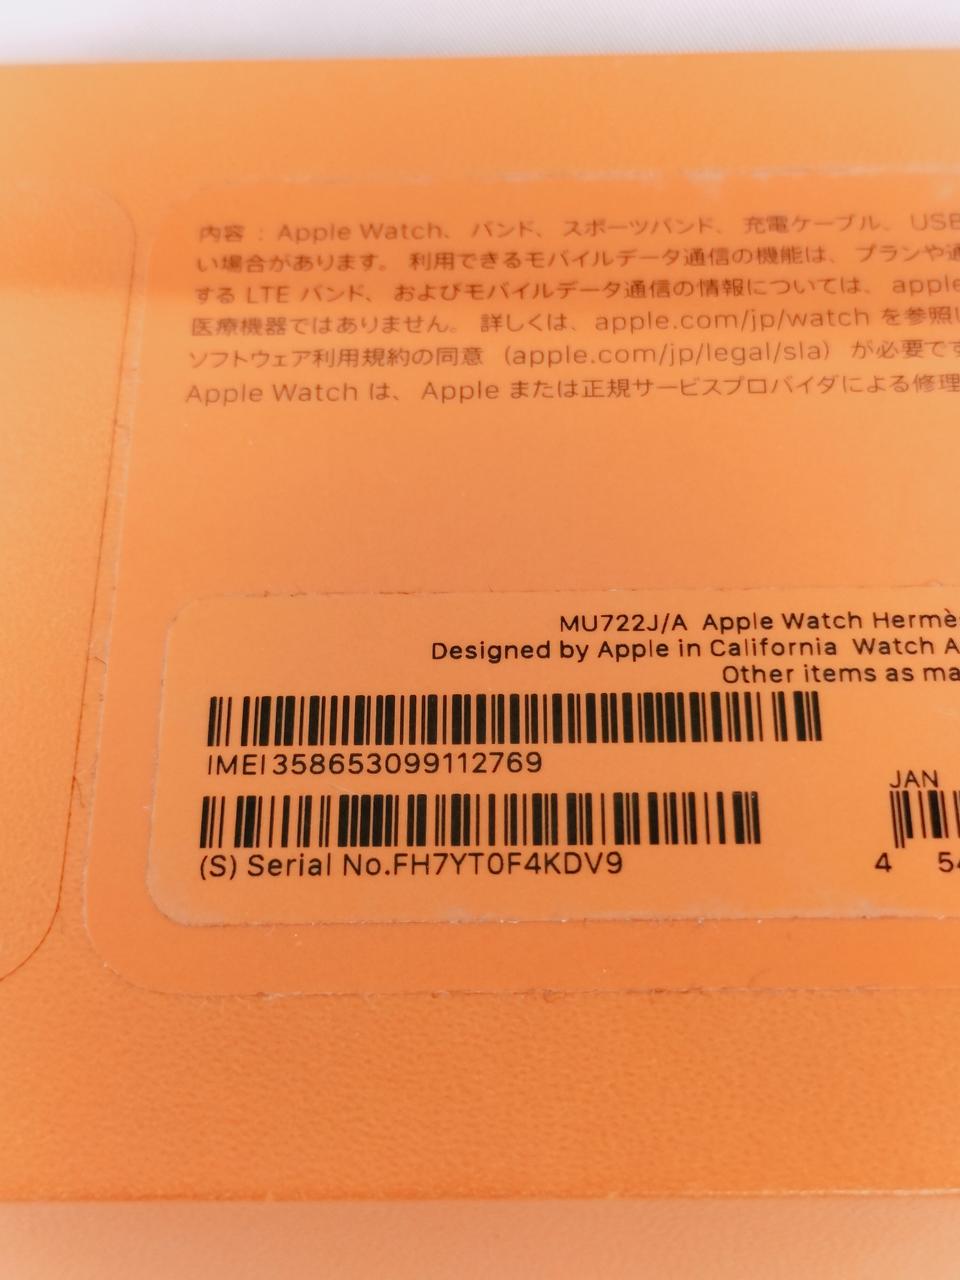 内容 : Apple Watch、 バンド、 スポーツバンド、 充電ケーブル、 USB
い場合があります。 利用できるモバイルデータ通信の機能は、 プランや通
する LTE バンド、 およびモバイルデータ通信の情報については、 apple
医療機器ではありません。 詳しくは、 apple.com/jp/watch を参照し
ソフトウェア利用規約の同意 （apple.com/jp/legal/sla） が必要です
Apple Watch は、 Apple または正規サービスプロバイダによる修理
MU722J/A Apple Watch Hermè
Designed by Apple in California Watch A
Other items as ma
IMEI 358653099112769
JAN
(S) Serial No.FH7YT0F4KDV9
4 54